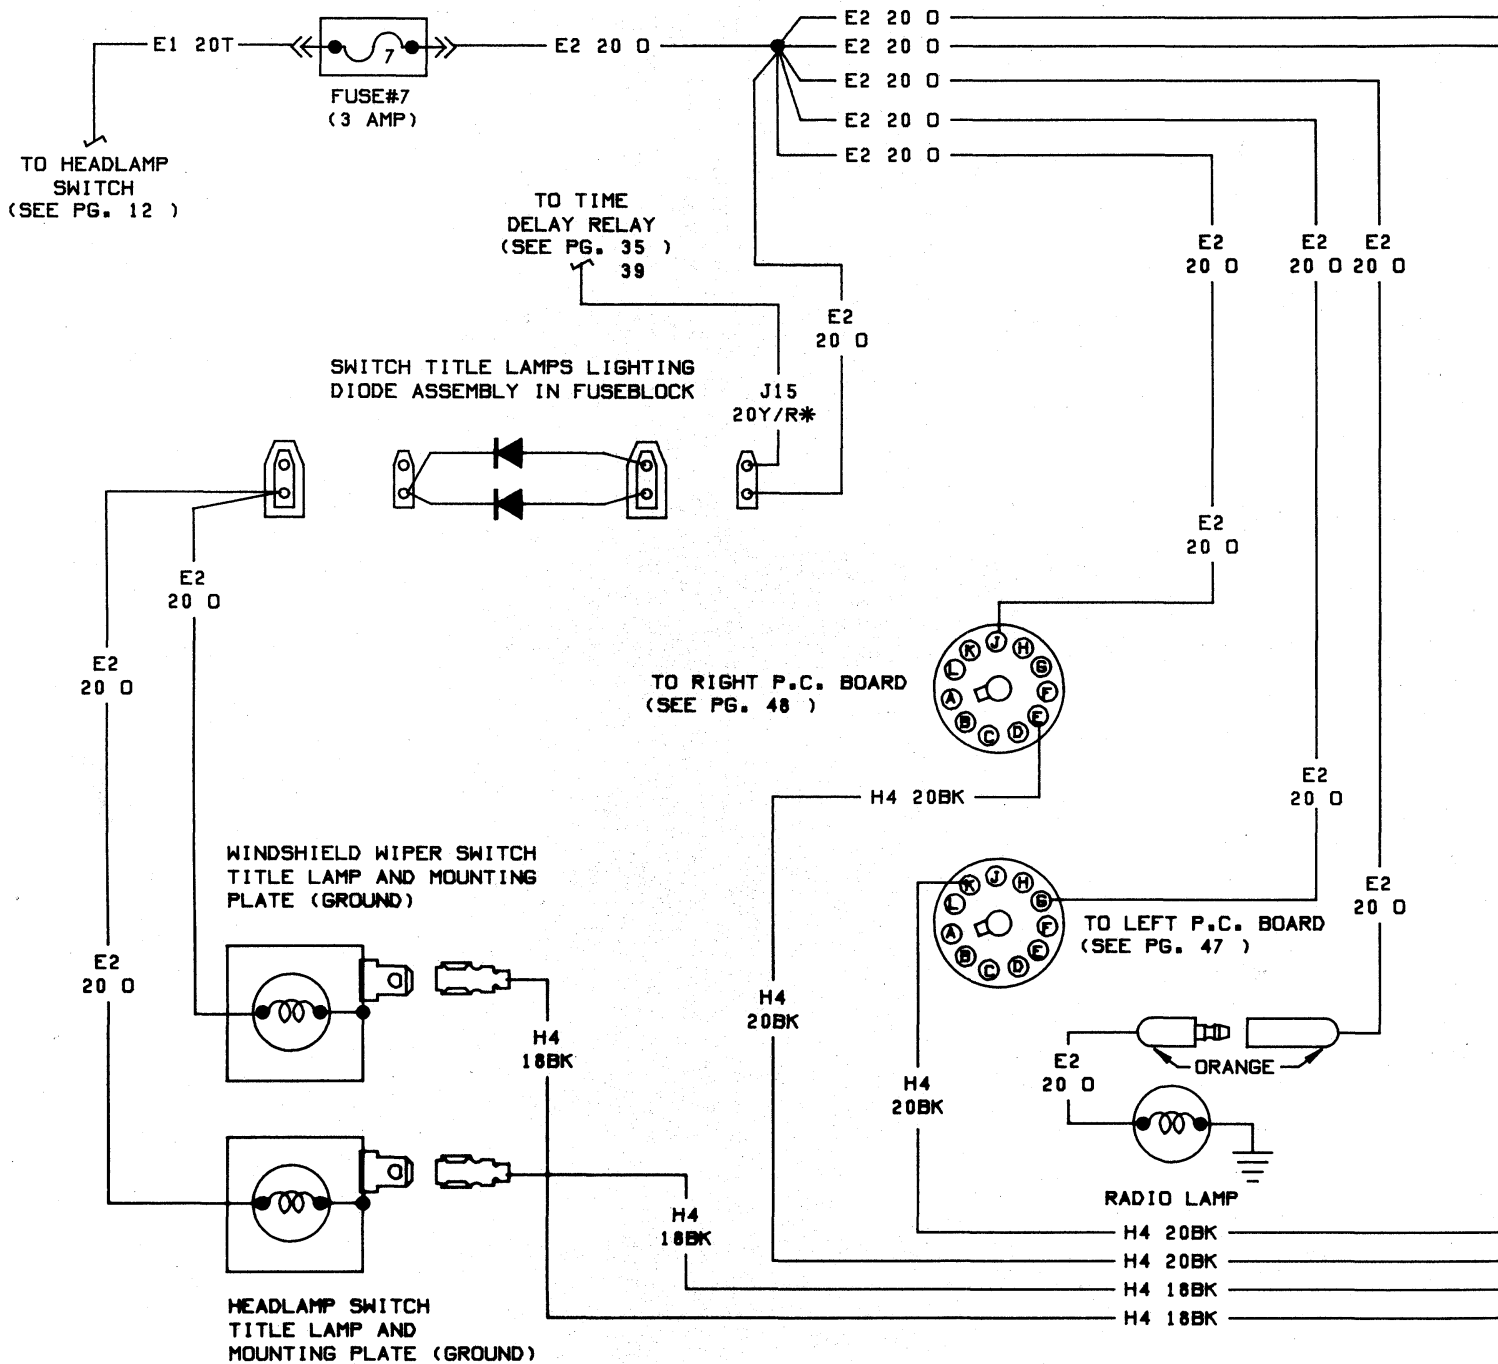 E1 20T
7
FUSE#7
(3 AMP)
E2 20 O
E2 20 O
E2 20 O
E2 20 O
E2 20 O
E2 20 O
TO HEADLAMP
SWITCH
(SEE PG. 12 )
TO TIME
DELAY RELAY
(SEE PG. 35 )
39
E2
20 O
E2
20 O
E2
20 O
E2
20 O
SWITCH TITLE LAMPS LIGHTING
DIODE ASSEMBLY IN FUSEBLOCK
J15
20Y/R*
E2
20 O
E2
20 O
E2
20 O
TO RIGHT P.C. BOARD
(SEE PG. 48 )
J
H
G
F
E
D
C
B
A
L
K
H4 20BK
E2
20 O
WINDSHIELD WIPER SWITCH
TITLE LAMP AND MOUNTING
PLATE (GROUND)
J
H
G
F
E
D
C
B
A
L
K
TO LEFT P.C. BOARD
(SEE PG. 47 )
E2
20 O
E2
20 O
H4
20BK
H4
18BK
ORANGE
E2
20 O
H4
20BK
RADIO LAMP
H4
18BK
H4 20BK
H4 20BK
H4 18BK
H4 18BK
HEADLAMP SWITCH
TITLE LAMP AND
MOUNTING PLATE (GROUND)